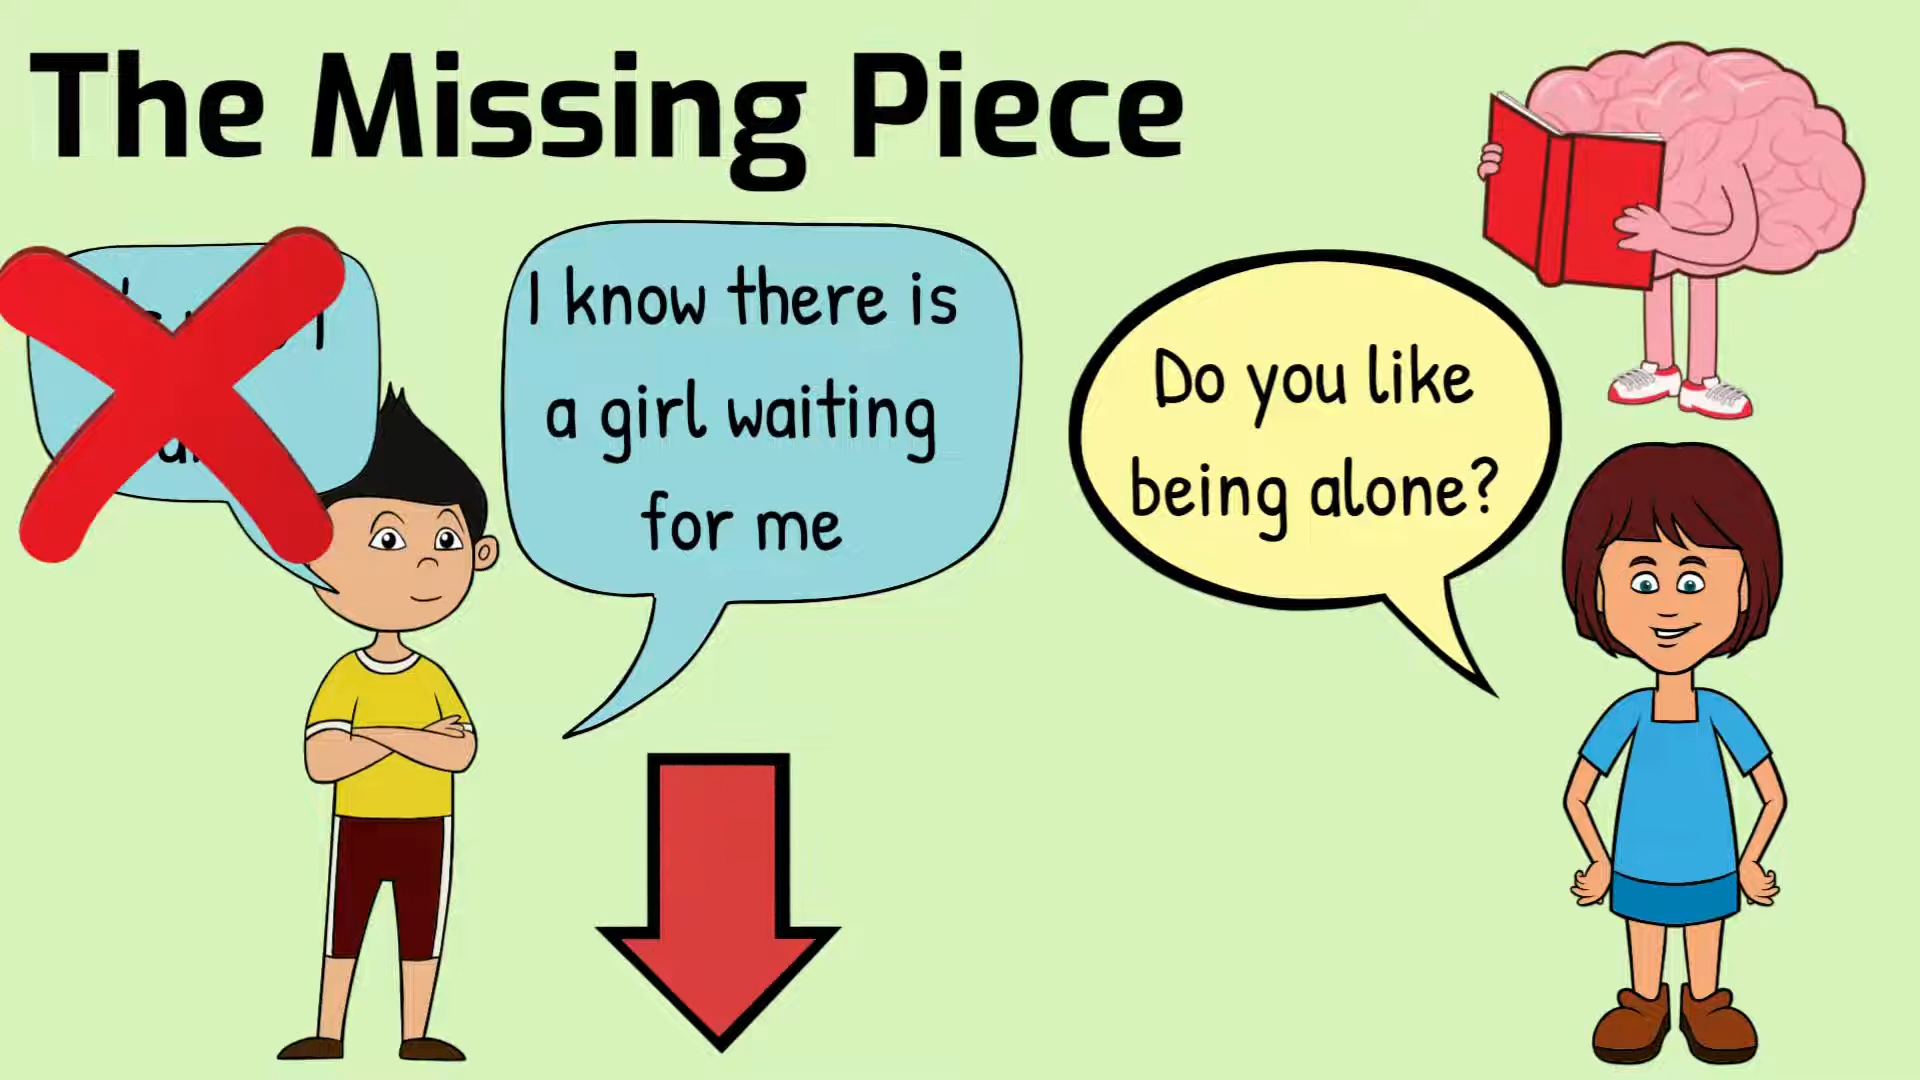 The Missing Piece
I know there is
a girl waiting
for me
Do you like
being alone?